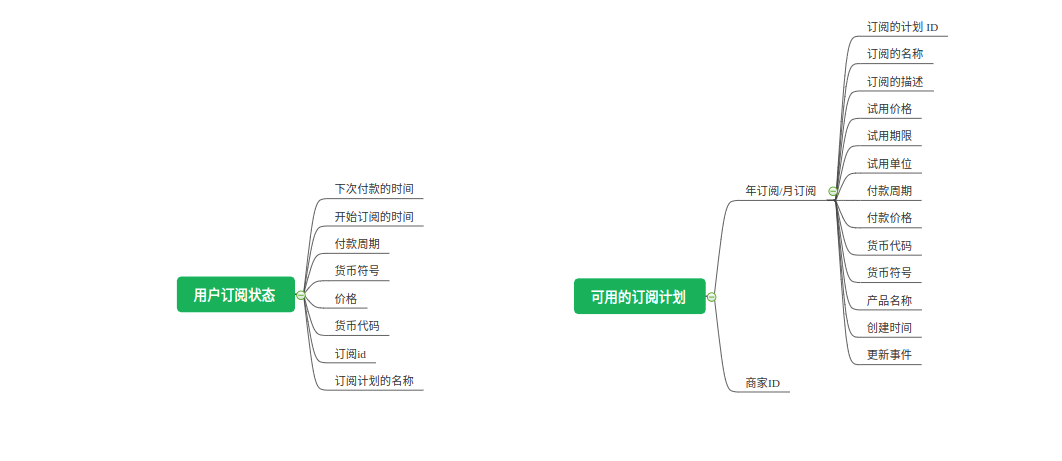 用户订阅状态
下次付款的时间
开始订阅的时间
付款周期
货币符号
价格
货币代码
订阅id
订阅计划的名称
可用的订阅计划
年订阅/月订阅
订阅的计划 ID
订阅的名称
订阅的描述
试用价格
试用期限
试用单位
付款周期
付款价格
货币代码
货币符号
产品名称
创建时间
更新事件
商家ID